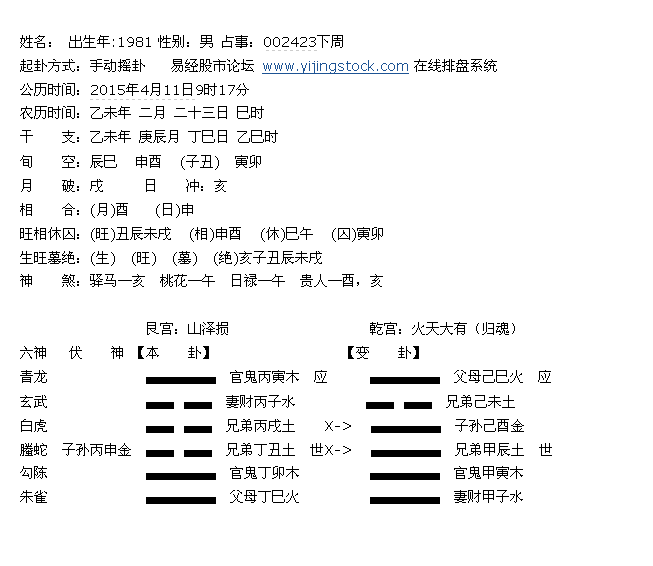 姓名： 出生年:1981 性别：男 占事：002423下周
起卦方式：手动摇卦 易经股市论坛 www.yijingstock.com 在线排盘系统
公历时间：2015年4月11日9时17分
农历时间：乙未年 二月 二十三日 巳时
干 支：乙未年 庚辰月 丁巳日 乙巳时
旬 空：辰巳 申酉 (子丑) 寅卯
月 破：戌 日 冲：亥
相 合：(月)酉 (日)申
旺相休囚：(旺)丑辰未戌 (相)申酉 (休)巳午 (囚)寅卯
生旺墓绝：(生) (旺) (墓) (绝)亥子丑辰未戌
神 煞：驿马—亥 桃花—午 日禄—午 贵人—酉，亥
艮宫：山泽损 乾宫：火天大有（归魂）
六神 伏 神 【本 卦】 【变 卦】
青龙 官鬼丙寅木 应 父母己巳火 应
玄武 妻财丙子水 兄弟己未土
白虎 兄弟丙戌土 X-> 子孙己酉金
螣蛇 子孙丙申金 兄弟丁丑土 世X-> 兄弟甲辰土 世
勾陈 官鬼丁卯木 官鬼甲寅木
朱雀 父母丁巳火 妻财甲子水